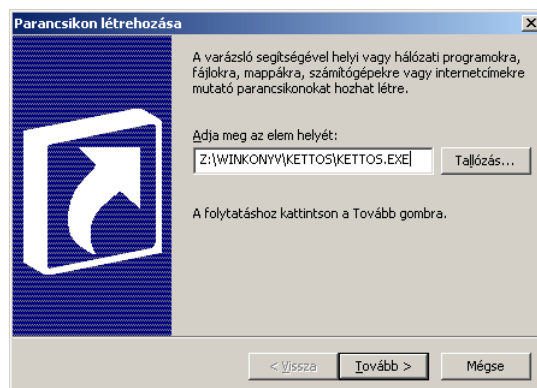 Parancsikon létrehozása
A varázsló segítségével helyi vagy hálózati programokra,
fájlokra, mappákra, számítógépekre vagy internetcímekre
mutató parancsikonokat hozhat létre.
Adja meg az elem helyét:
Z:\WINKONYV\KETTOS\KETTOS.EXE
Tallózás...
A folytatáshoz kattintson a Tovább gombra.
< Vissza
Tovább >
Mégse